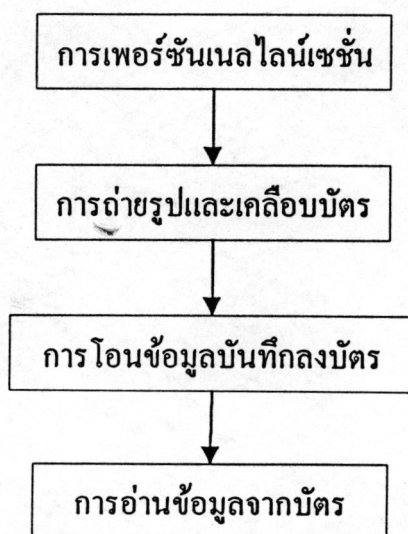 การเพอร์ซันเนลไลน์เซชั่น
การถ่ายรูปและเคลือบบัตร
การโอนข้อมูลบันทึกลงบัตร
การอ่านข้อมูลจากบัตร